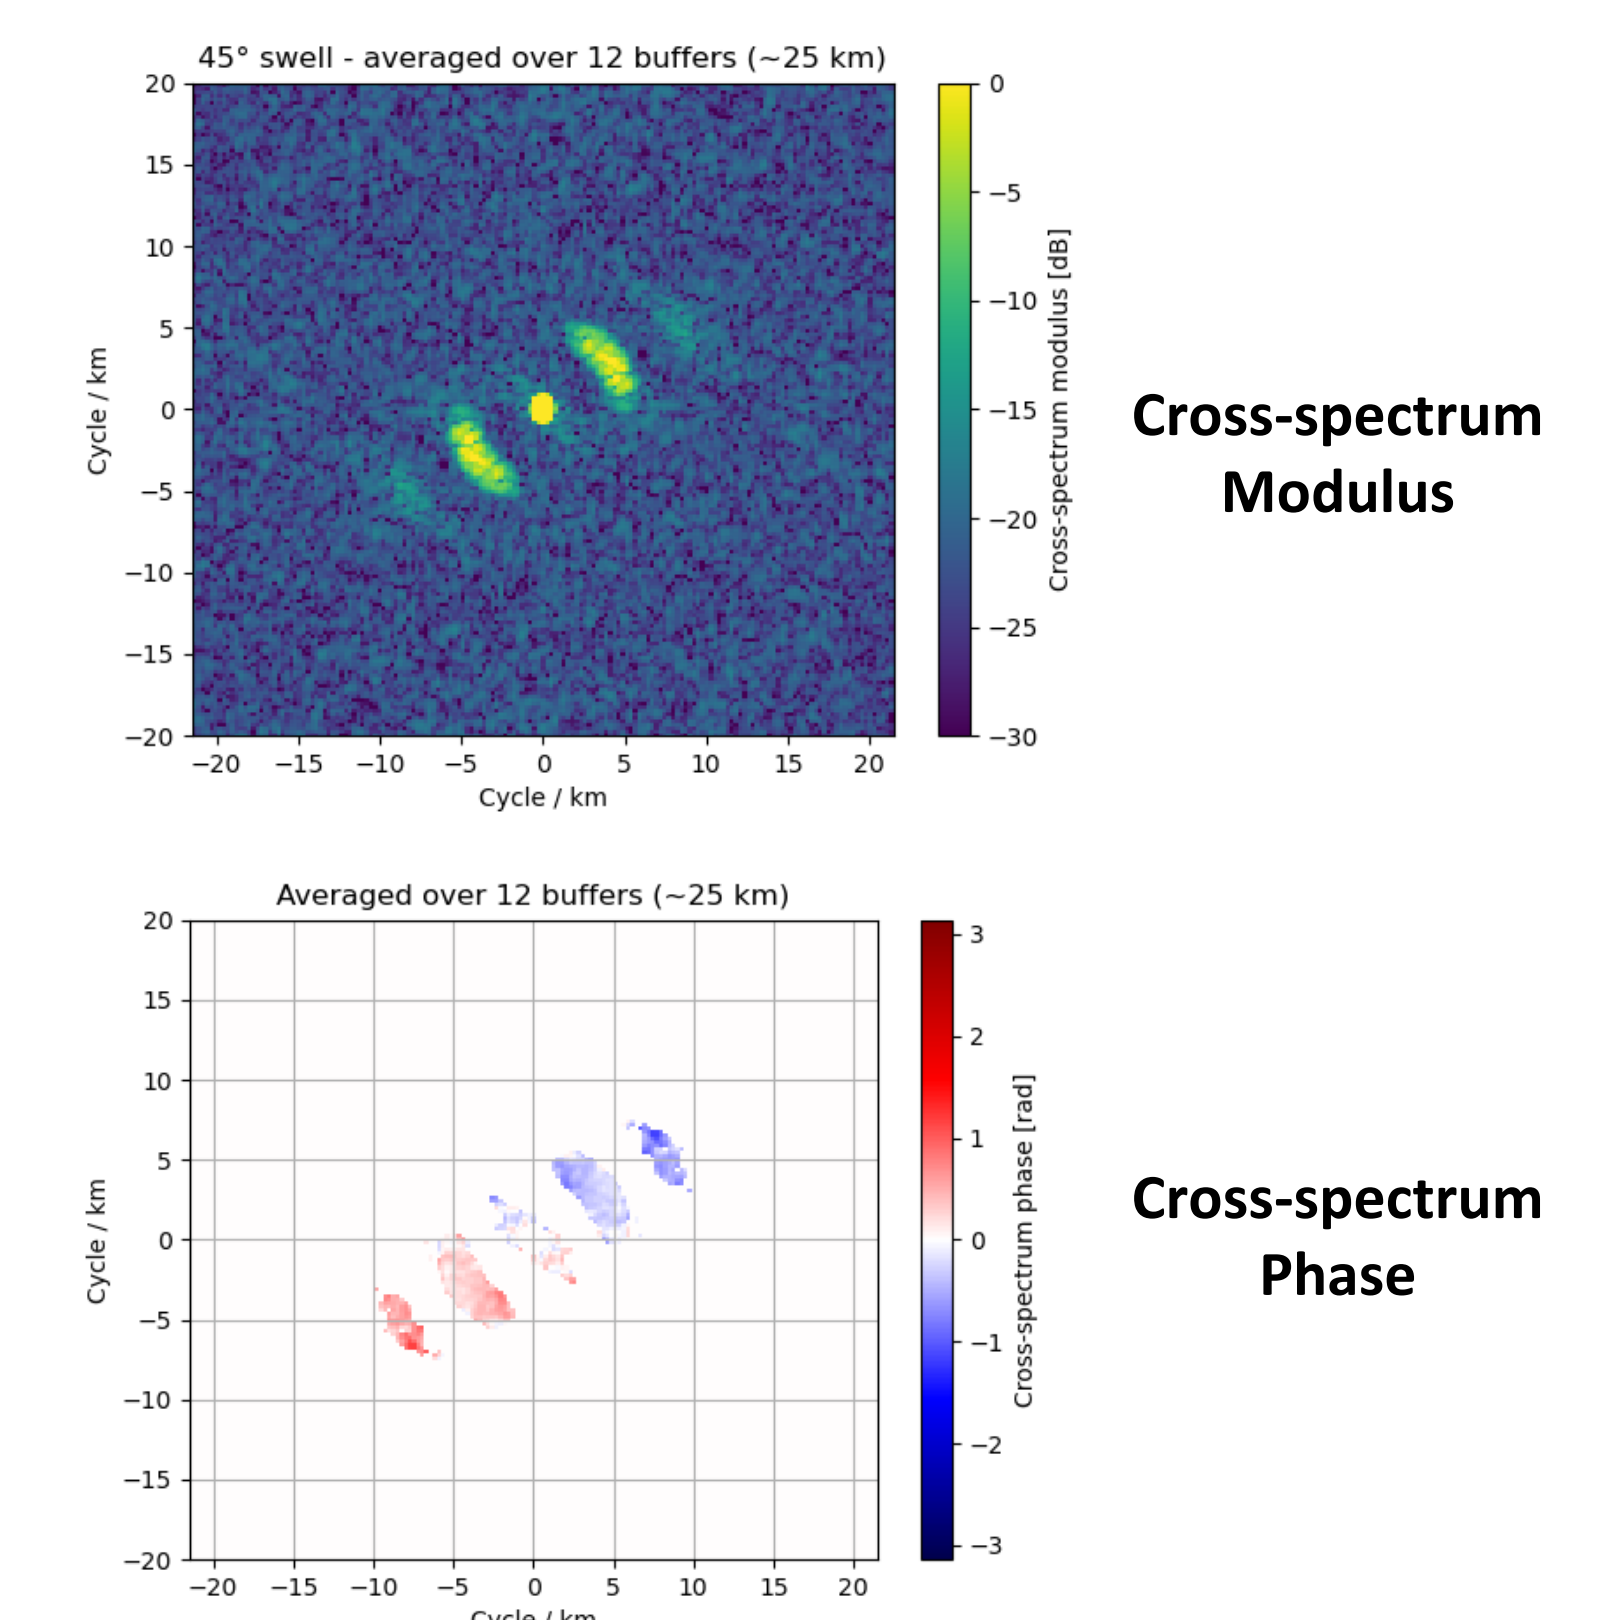 45° swell - averaged over 12 buffers (~25 km)
20
15
10
5
0
−5
−10
−15
−20
Cycle / km
−20 −15 −10 −5 0 5 10 15 20
Cycle / km
0
−5
−10
−15
−20
−25
−30
Cross-spectrum modulus [dB]
Cross-spectrum
Modulus
Averaged over 12 buffers (~25 km)
20
15
10
5
0
−5
−10
−15
−20
Cycle / km
−20 −15 −10 −5 0 5 10 15 20
Cycle / km
3
2
1
0
−1
−2
−3
Cross-spectrum phase [rad]
Cross-spectrum
Phase